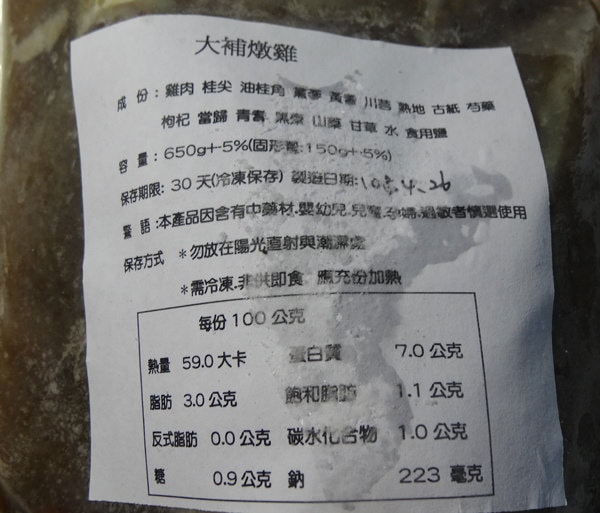 大補燉雞
成份：雞肉 桂尖 油桂角 黨蔘 黃耆 川芎 熟地 古紙 芍藥
枸杞 當歸 青耆 黑棗 山藥 甘草 水 食用鹽
容量：650g+-5%(固形量:150g+-5%)
保存期限: 30 天(冷凍保存) 製造日期:105.4.26
警語:本產品因含有中藥材.嬰幼兒.兒童.孕婦.過敏者慎選使用
保存方式 *勿放在陽光直射與潮濕處
*需冷凍.非供即食 應充份加熱
每份100公克
熱量 59.0 大卡 蛋白質 7.0 公克
脂肪 3.0 公克 飽和脂肪 1.1 公克
反式脂肪 0.0 公克 碳水化合物 1.0 公克
糖 0.9 公克 鈉 223 毫克